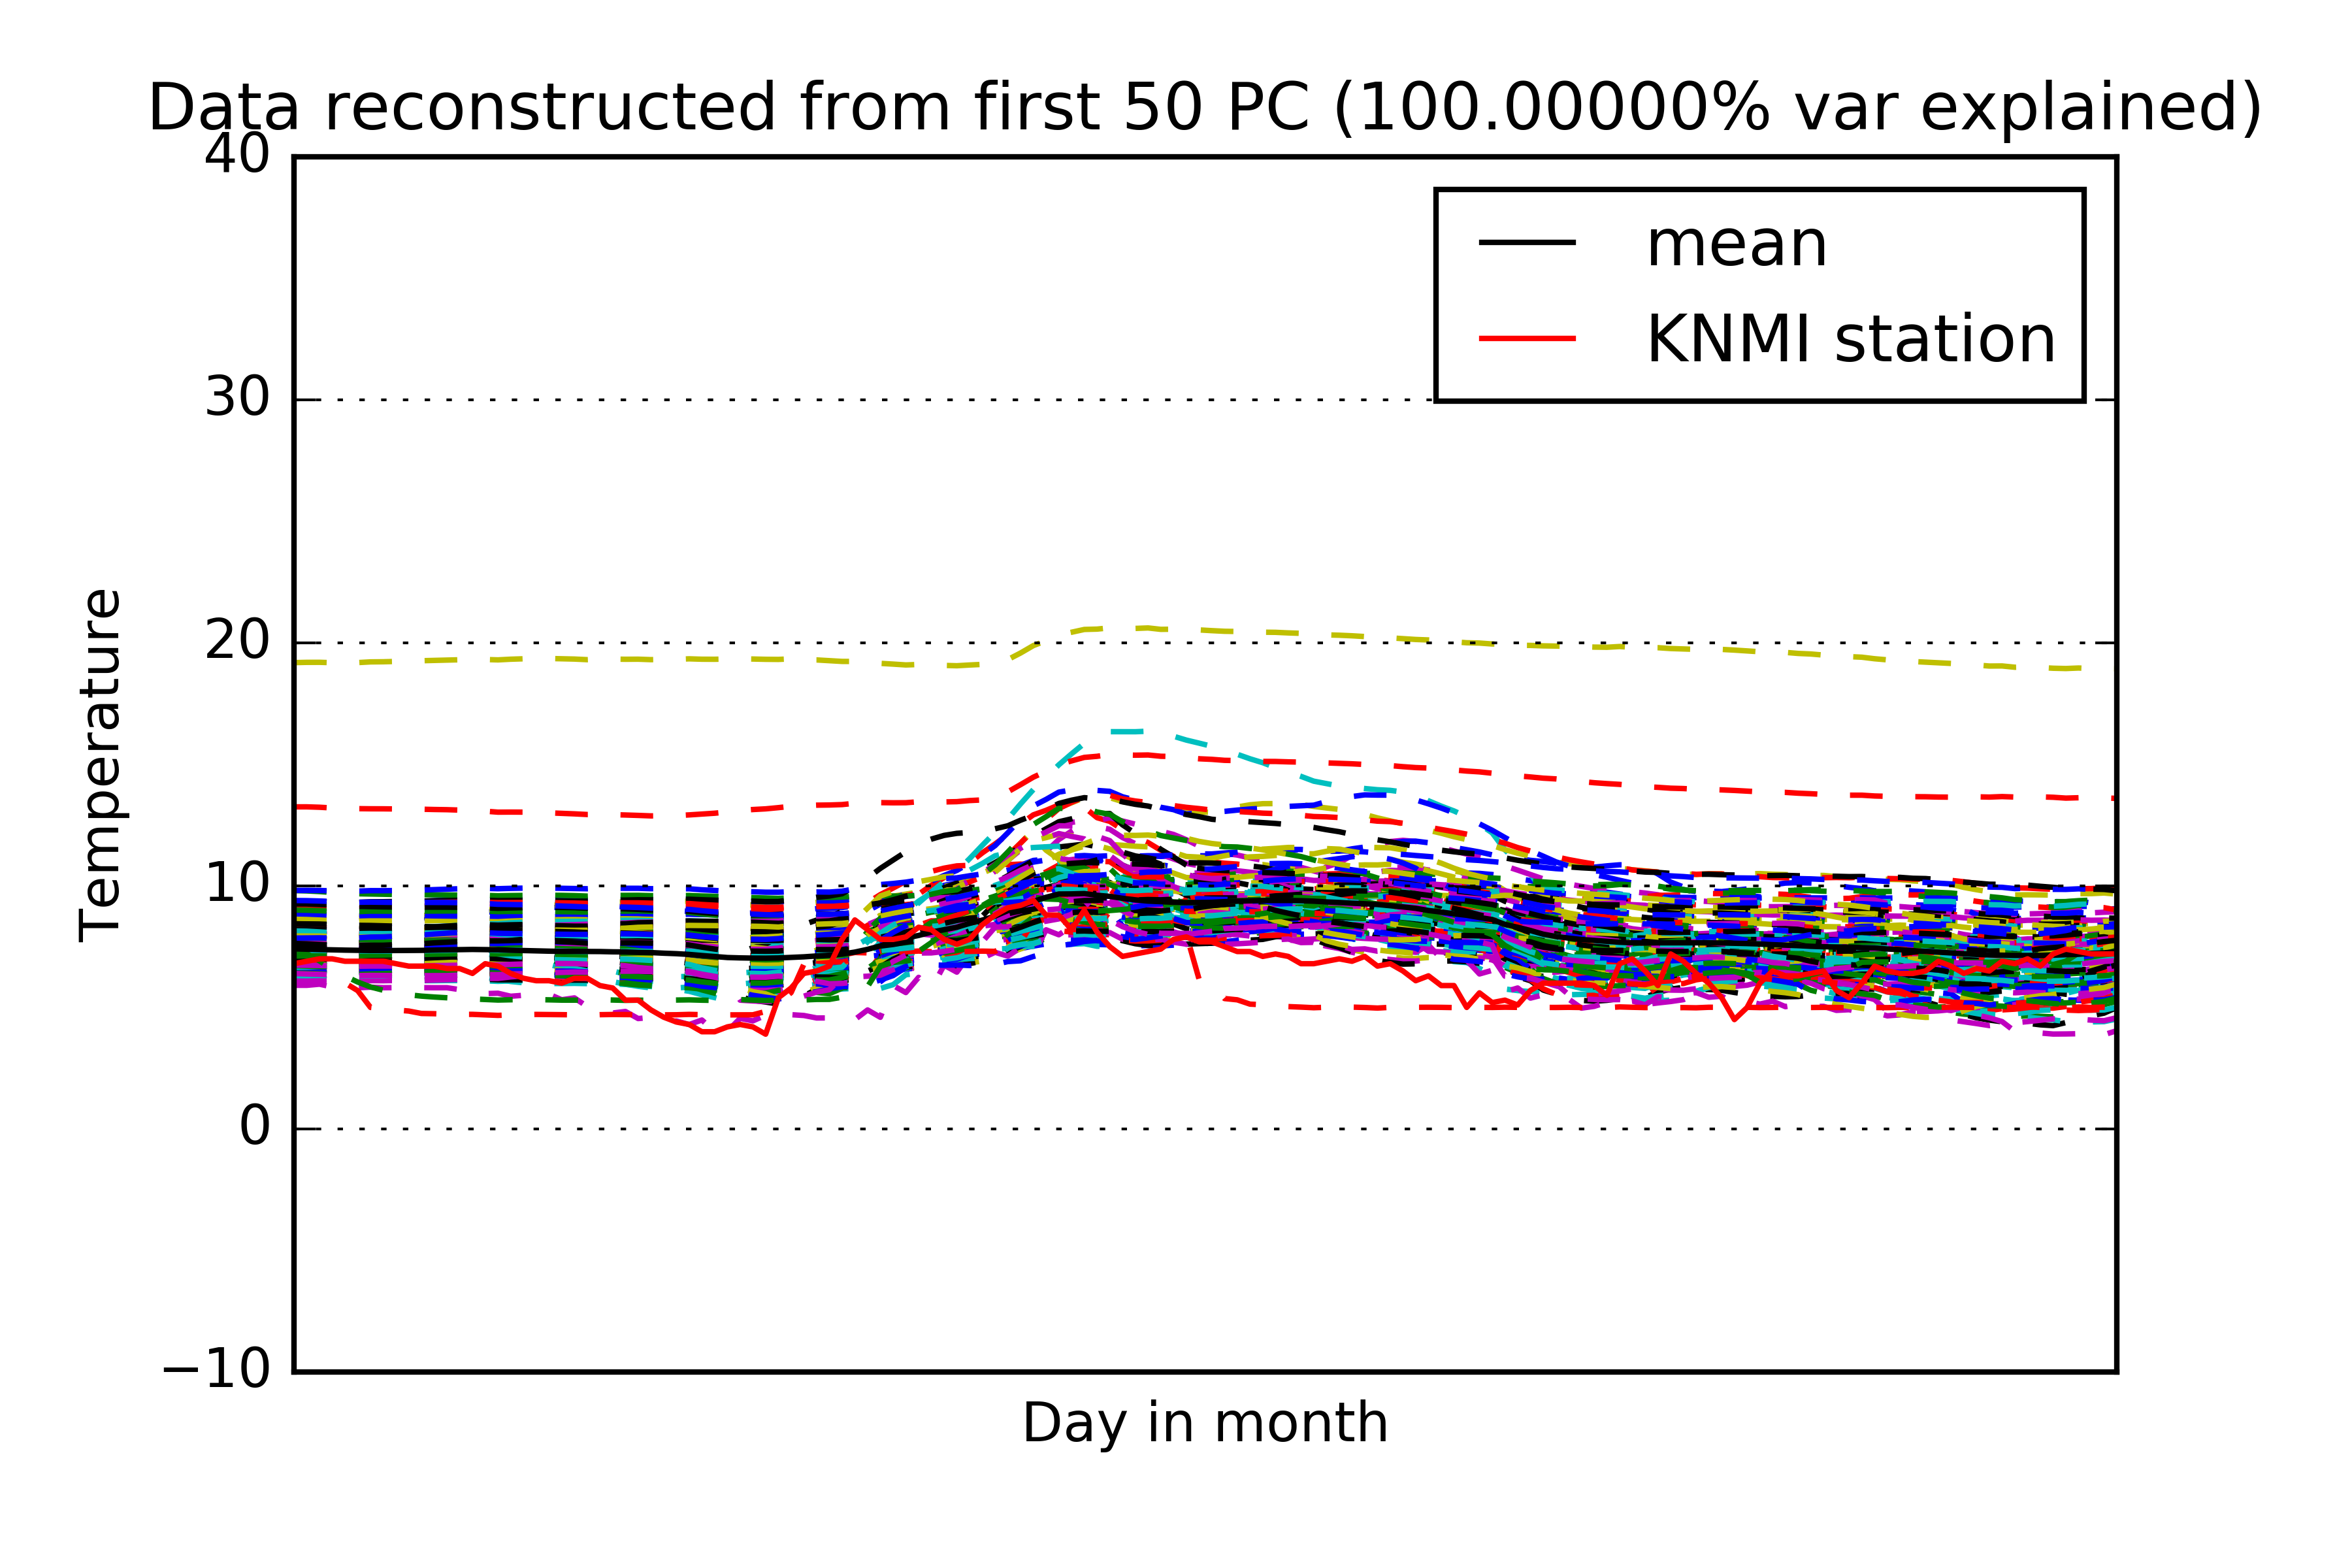 Data reconstructed from first 50 PC (100.00000% var explained)
40
30
20
10
0
−10
Temperature
mean
KNMI station
Day in month